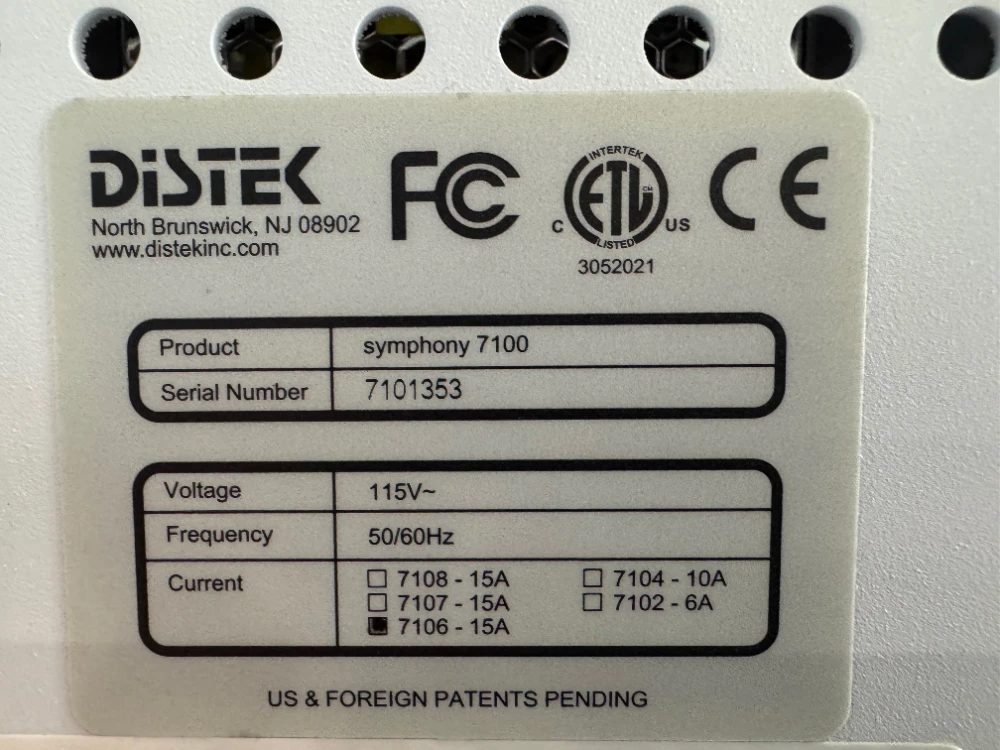 DiSTEK
North Brunswick, NJ 08902
www.distekinc.com
FC
INTERTEK
ETL CM
LISTED
C US
3052021
CE
Product symphony 7100
Serial Number 7101353
Voltage 115V~
Frequency 50/60Hz
Current
☐ 7108 - 15A ☐ 7104 - 10A
☐ 7107 - 15A ☐ 7102 - 6A
■ 7106 - 15A
US & FOREIGN PATENTS PENDING